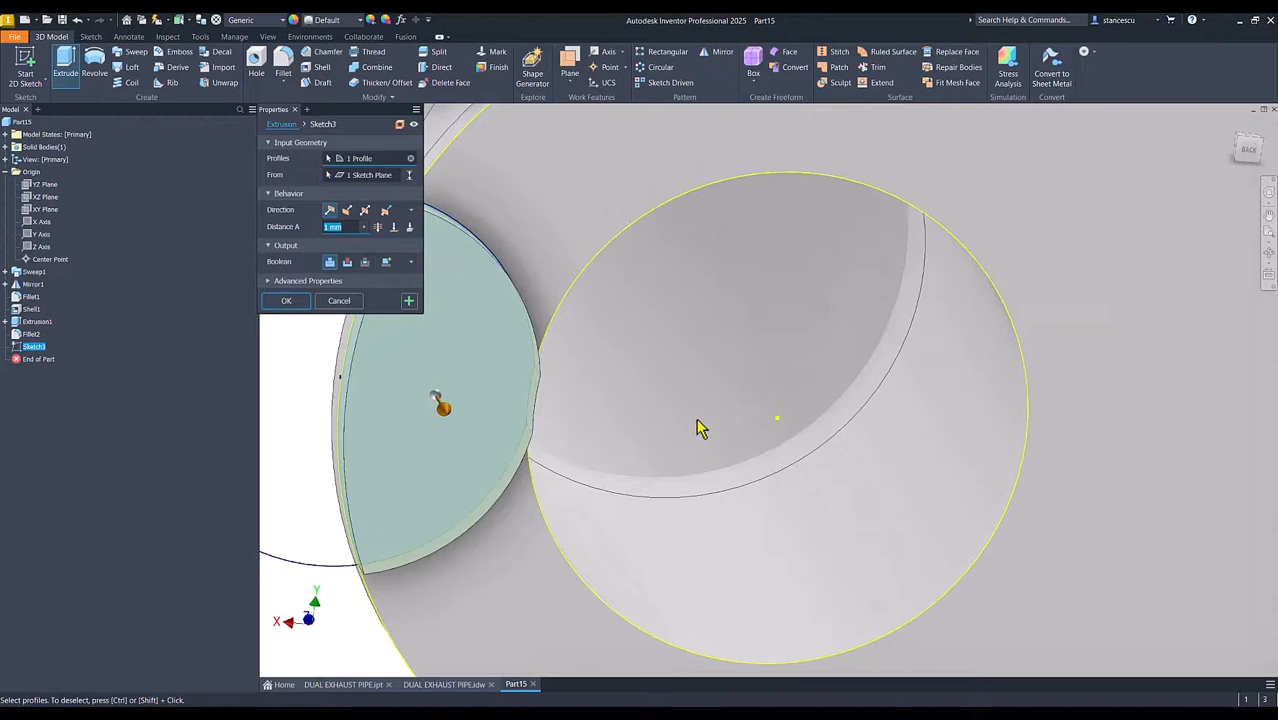 Generic
Default
Autodesk Inventor Professional 2025 Part15
Search Help & Commands...
stancescu
File
3D Model
Sketch
Annotate
Inspect
Tools
Manage
View
Environments
Collaborate
Fusion
Start
2D Sketch
Extrude
Revolve
Sweep
Loft
Coil
Emboss
Derive
Rib
Decal
Import
Unwrap
Hole
Fillet
Chamfer
Shell
Draft
Thread
Combine
Thicken/ Offset
Split
Direct
Delete Face
Mark
Finish
Shape
Generator
Plane
Axis
Point
UCS
Rectangular
Circular
Sketch Driven
Mirror
Box
Face
Convert
Stitch
Patch
Sculpt
Ruled Surface
Trim
Extend
Replace Face
Repair Bodies
Fit Mesh Face
Stress
Analysis
Convert to
Sheet Metal
Sketch
Create
Modify
Explore
Work Features
Pattern
Create Freeform
Surface
Simulation
Convert
Model
Part15
Model States: [Primary]
Solid Bodies(1)
View: [Primary]
Origin
YZ Plane
XZ Plane
XY Plane
X Axis
Y Axis
Z Axis
Center Point
Sweep1
Mirror1
Fillet1
Shell1
Extrusion1
Fillet2
Sketch3
End of Part
Properties
Extrusion Sketch3
Input Geometry
Profiles 1 Profile
From 1 Sketch Plane
Behavior
Direction
Distance A 1 mm
Output
Boolean
Advanced Properties
OK
Cancel
BACK
Y
X
Z
Home
DUAL EXHAUST PIPE.ipt
DUAL EXHAUST PIPE.idw
Part15
Select profiles. To deselect, press [Ctrl] or [Shift] + Click.
1
3